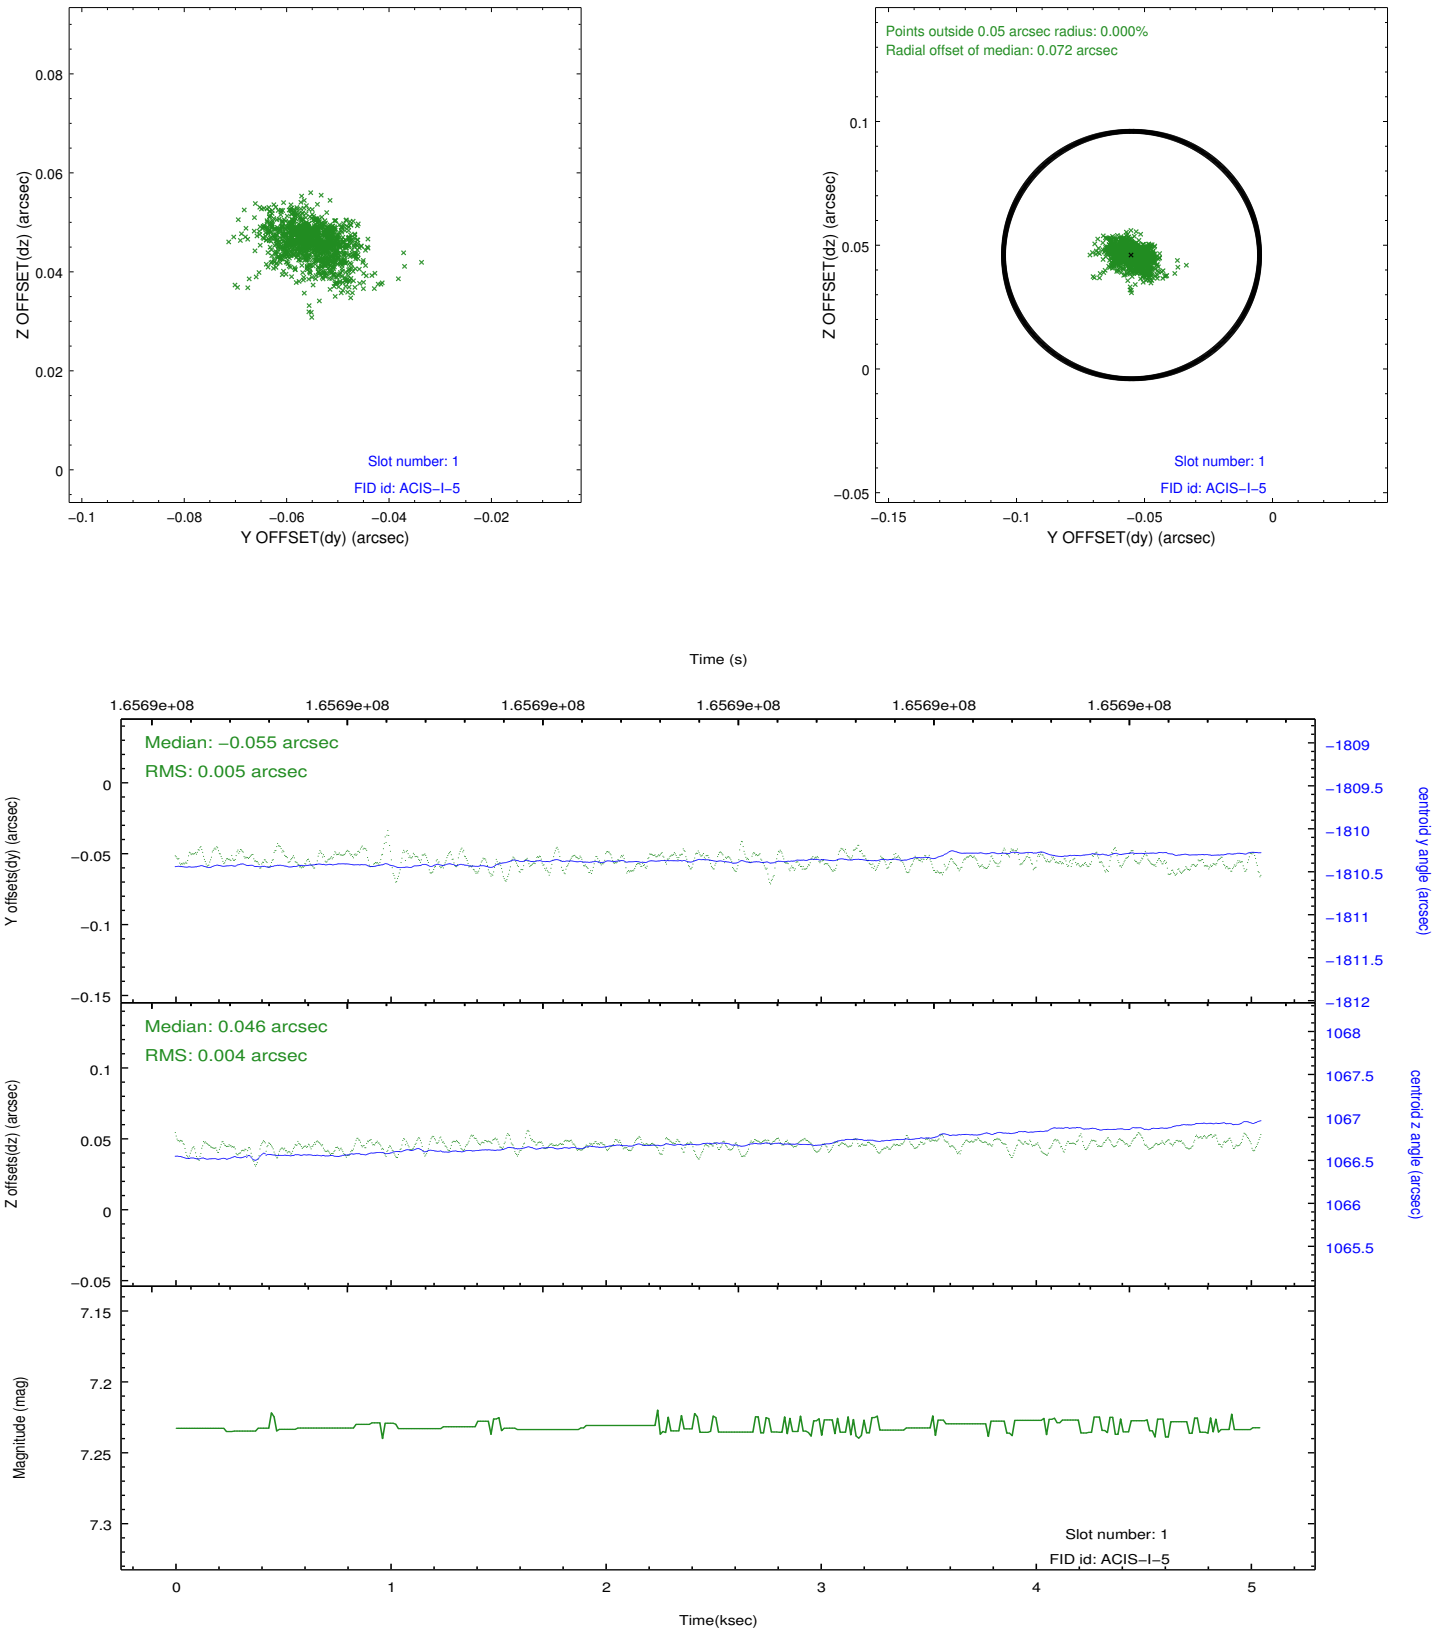 0.08
0.06
0.04
0.02
0
Z OFFSET(dz) (arcsec)
Slot number: 1
FID id: ACIS−I−5
−0.1
−0.08
−0.06
−0.04
−0.02
Y OFFSET(dy) (arcsec)
Points outside 0.05 arcsec radius: 0.000%
Radial offset of median: 0.072 arcsec
0.1
0.05
0
−0.05
Z OFFSET(dz) (arcsec)
Slot number: 1
FID id: ACIS−I−5
−0.15
−0.1
−0.05
0
Y OFFSET(dy) (arcsec)
Time (s)
1.6569e+08
1.6569e+08
1.6569e+08
1.6569e+08
1.6569e+08
1.6569e+08
Median: −0.055 arcsec
RMS: 0.005 arcsec
0
−0.05
−0.1
−0.15
Y offsets(dy) (arcsec)
−1809
−1809.5
−1810
−1810.5
−1811
−1811.5
−1812
centroid y angle (arcsec)
Median: 0.046 arcsec
RMS: 0.004 arcsec
0.1
0.05
0
−0.05
Z offsets(dz) (arcsec)
1068
1067.5
1067
1066.5
1066
1065.5
centroid z angle (arcsec)
7.15
7.2
7.25
7.3
Magnitude (mag)
Slot number: 1
FID id: ACIS−I−5
0
1
2
3
4
5
Time(ksec)